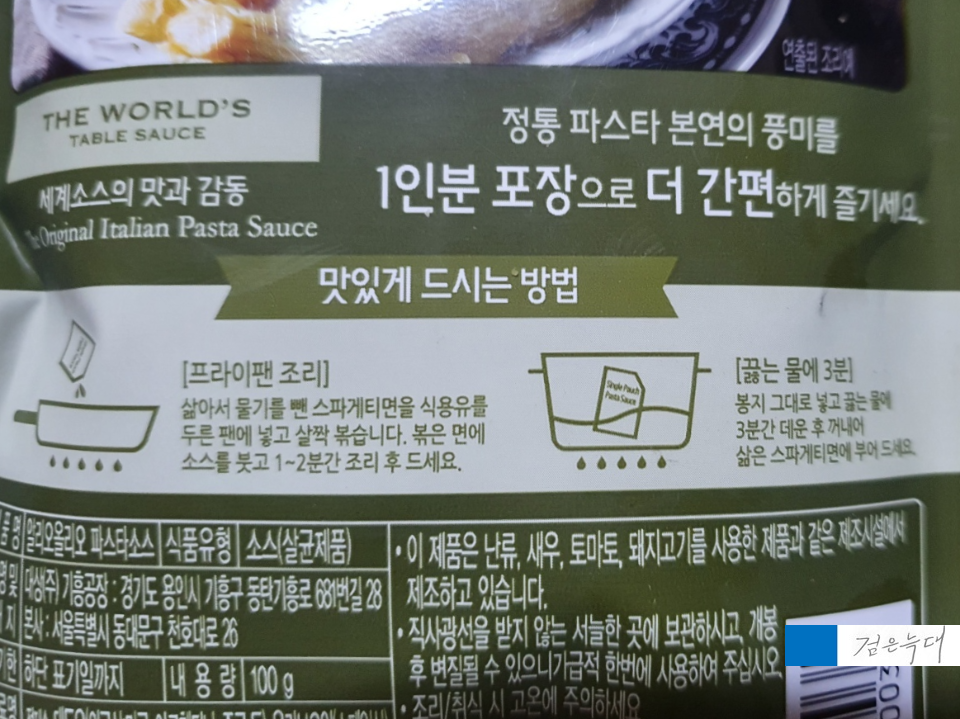 연출된 조리예
THE WORLD'S
TABLE SAUCE
세계소스의 맛과 감동
The Original Italian Pasta Sauce
정통 파스타 본연의 풍미를
1인분 포장으로 더 간편하게 즐기세요.
맛있게 드시는 방법
[프라이팬 조리]
삶아서 물기를 뺀 스파게티면을 식용유를
두른 팬에 넣고 살짝 볶습니다. 볶은 면에
소스를 붓고 1~2분간 조리 후 드세요.
Single Pouch
Pasta Sauce
[끓는 물에 3분]
봉지 그대로 넣고 끓는 물에
3분간 데운 후 꺼내어
삶은 스파게티면에 부어 드세요.
품명 알리오올리오 파스타소스 식품유형 소스(살균제품)
명 및 대상(주) 기흥공장 : 경기도 용인시 기흥구 동탄기흥로 681번길 28
지 본사 : 서울특별시 동대문구 천호대로 26
기한 하단 표기일까지 내용량 100 g
• 이 제품은 난류, 새우, 토마토, 돼지고기를 사용한 제품과 같은 제조시설에서
제조하고 있습니다.
• 직사광선을 받지 않는 서늘한 곳에 보관하시고, 개봉
후 변질될 수 있으니 가급적 한번에 사용하여 주십시오.
• 조리/취식 시 고온에 주의하세요
검은늑대